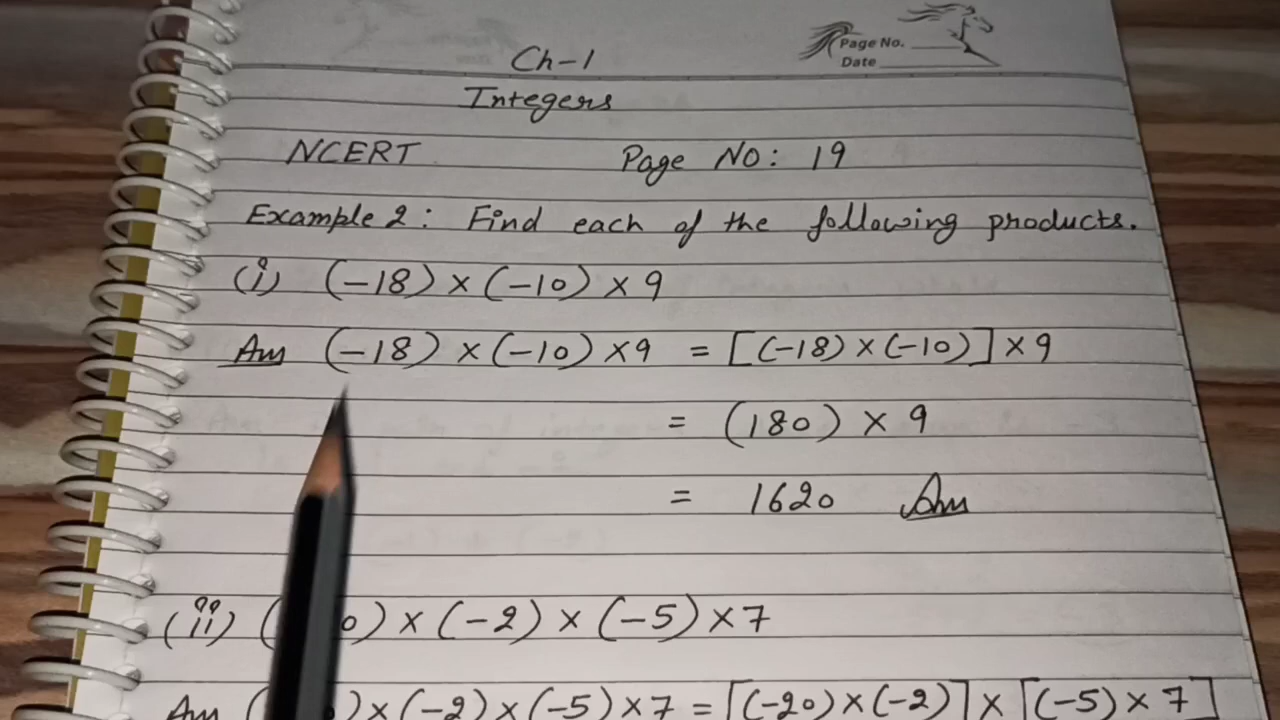 Page No.
Date
Ch-1
Integers
NCERT Page No: 19
Example 2: Find each of the following products.
(i) (-18) × (-10) × 9
Ans (-18) × (-10) × 9 = [(-18) × (-10)] × 9
= (180) × 9
= 1620 Ans
(ii) ( 0) × (-2) × (-5) × 7
Ans ( ) × (-2) × (-5) × 7 = [(-20) × (-2)] × [(-5) × 7]